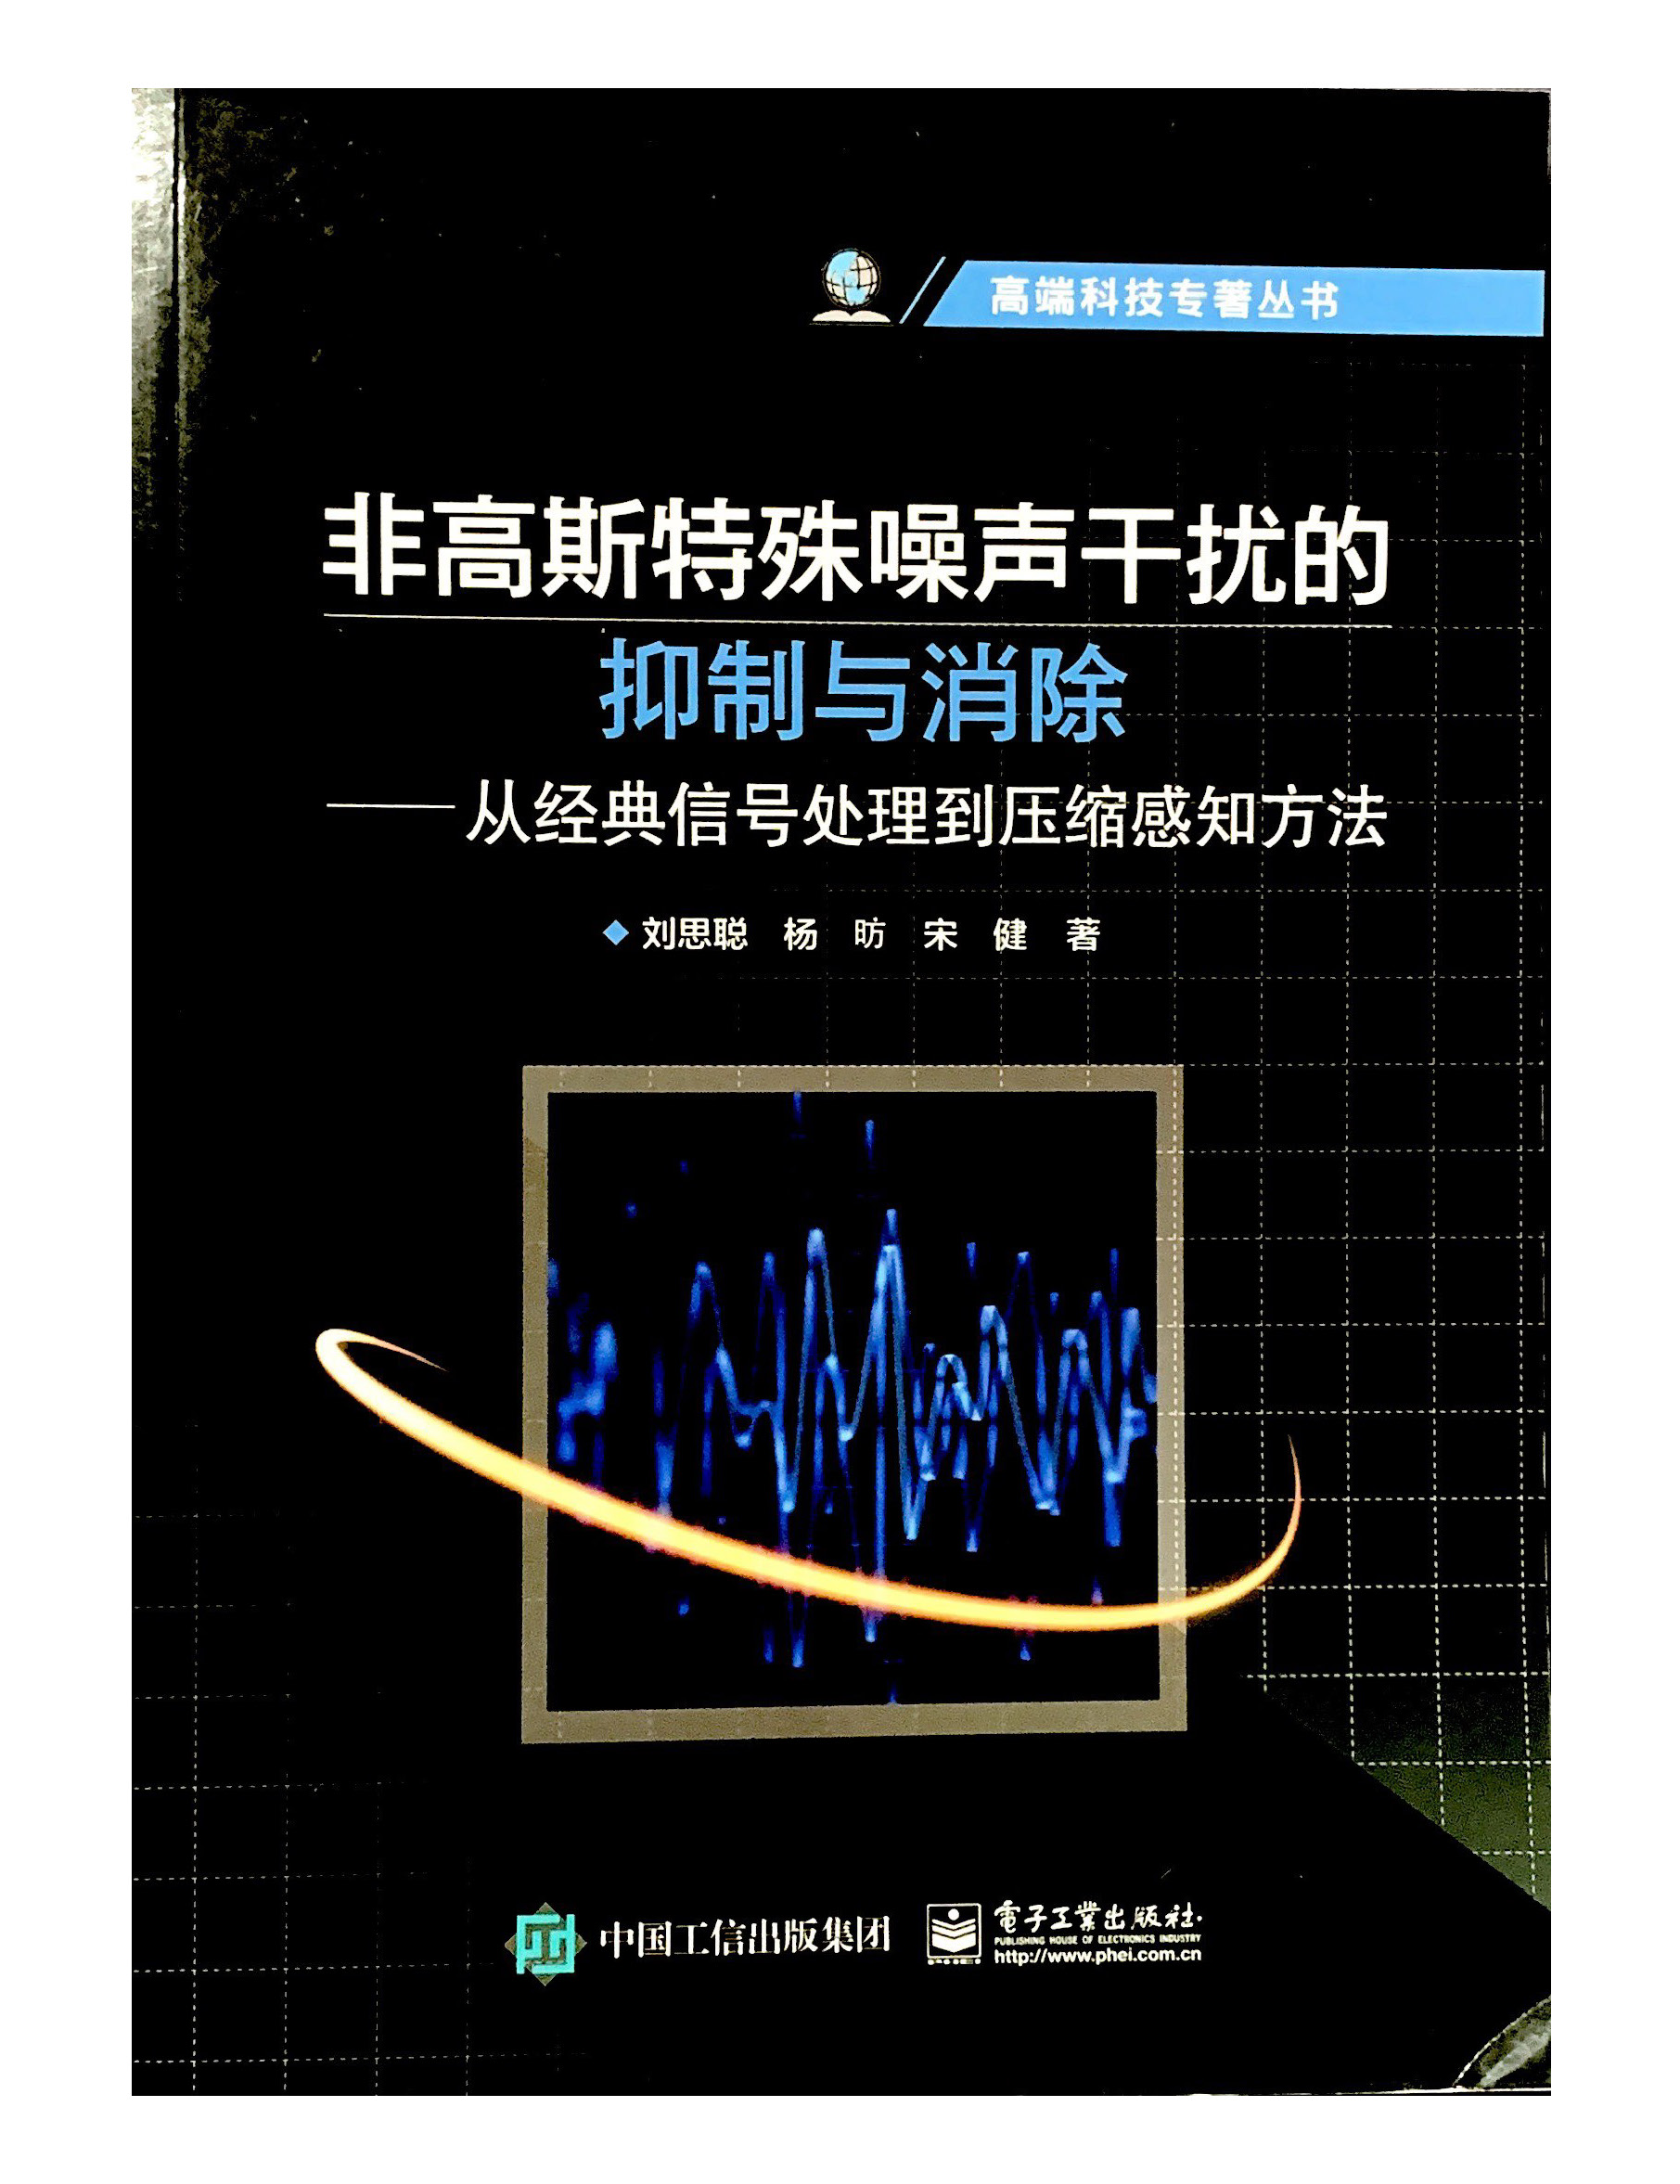 高端科技专著丛书
非高斯特殊噪声干扰的
抑制与消除
——从经典信号处理到压缩感知方法
◆ 刘思聪 杨 昉 宋 健 著
中国工信出版集团
電子工業出版社·
PUBLISHING HOUSE OF ELECTRONICS INDUSTRY
http://www.phei.com.cn